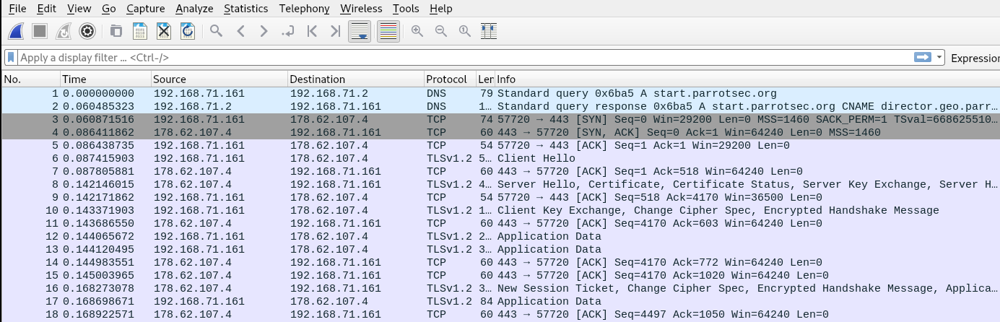 File Edit View Go Capture Analyze Statistics Telephony Wireless Tools Help
Apply a display filter ... <Ctrl-/> Expression
No. Time Source Destination Protocol Len Info
1 0.000000000 192.168.71.161 192.168.71.2 DNS 79 Standard query 0x6ba5 A start.parrotsec.org
2 0.060485323 192.168.71.2 192.168.71.161 DNS 1… Standard query response 0x6ba5 A start.parrotsec.org CNAME director.geo.parr…
3 0.060871516 192.168.71.161 178.62.107.4 TCP 74 57720 → 443 [SYN] Seq=0 Win=29200 Len=0 MSS=1460 SACK_PERM=1 TSval=668625510…
4 0.086411862 178.62.107.4 192.168.71.161 TCP 60 443 → 57720 [SYN, ACK] Seq=0 Ack=1 Win=64240 Len=0 MSS=1460
5 0.086438735 192.168.71.161 178.62.107.4 TCP 54 57720 → 443 [ACK] Seq=1 Ack=1 Win=29200 Len=0
6 0.087415903 192.168.71.161 178.62.107.4 TLSv1.2 5… Client Hello
7 0.087805881 178.62.107.4 192.168.71.161 TCP 60 443 → 57720 [ACK] Seq=1 Ack=518 Win=64240 Len=0
8 0.142146015 178.62.107.4 192.168.71.161 TLSv1.2 4… Server Hello, Certificate, Certificate Status, Server Key Exchange, Server H…
9 0.142171862 192.168.71.161 178.62.107.4 TCP 54 57720 → 443 [ACK] Seq=518 Ack=4170 Win=36500 Len=0
10 0.143371903 192.168.71.161 178.62.107.4 TLSv1.2 1… Client Key Exchange, Change Cipher Spec, Encrypted Handshake Message
11 0.143686550 178.62.107.4 192.168.71.161 TCP 60 443 → 57720 [ACK] Seq=4170 Ack=603 Win=64240 Len=0
12 0.144065672 192.168.71.161 178.62.107.4 TLSv1.2 2… Application Data
13 0.144120495 192.168.71.161 178.62.107.4 TLSv1.2 3… Application Data
14 0.144983551 178.62.107.4 192.168.71.161 TCP 60 443 → 57720 [ACK] Seq=4170 Ack=772 Win=64240 Len=0
15 0.145003965 178.62.107.4 192.168.71.161 TCP 60 443 → 57720 [ACK] Seq=4170 Ack=1020 Win=64240 Len=0
16 0.168273078 178.62.107.4 192.168.71.161 TLSv1.2 3… New Session Ticket, Change Cipher Spec, Encrypted Handshake Message, Applica…
17 0.168698671 192.168.71.161 178.62.107.4 TLSv1.2 84 Application Data
18 0.168922571 178.62.107.4 192.168.71.161 TCP 60 443 → 57720 [ACK] Seq=4497 Ack=1050 Win=64240 Len=0